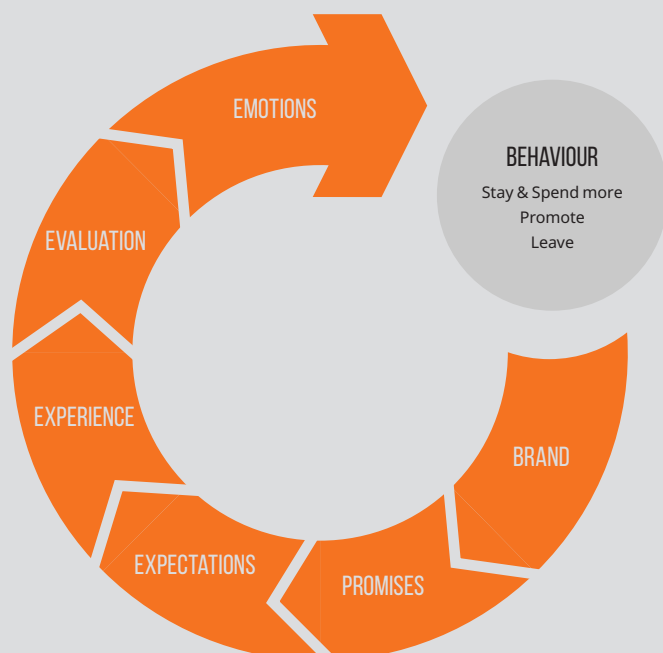 EMOTIONS
BEHAVIOUR
Stay & Spend more
Promote
Leave
EVALUATION
EXPERIENCE
BRAND
EXPECTATIONS
PROMISES